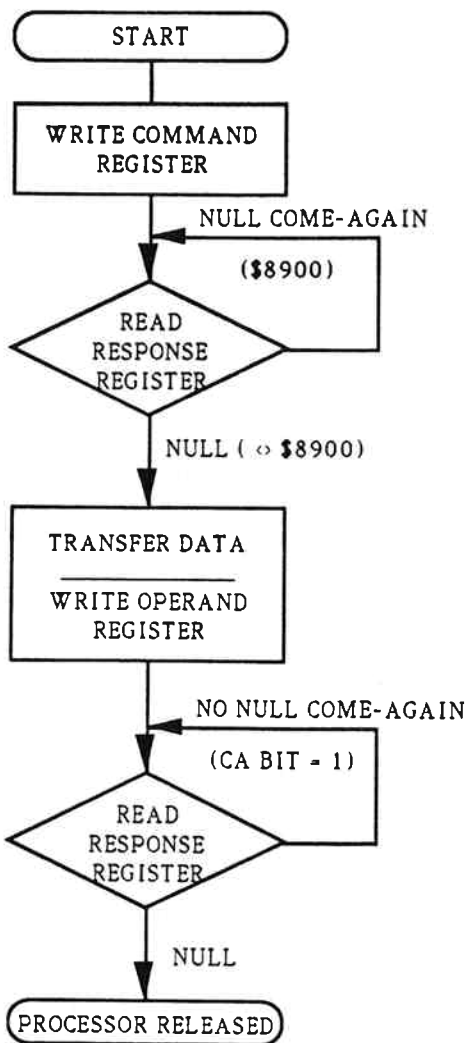 START
WRITE COMMAND
REGISTER
NULL COME-AGAIN
($8900)
READ
RESPONSE
REGISTER
NULL ( <> $8900)
TRANSFER DATA
WRITE OPERAND
REGISTER
NO NULL COME-AGAIN
(CA BIT = 1)
READ
RESPONSE
REGISTER
NULL
PROCESSOR RELEASED